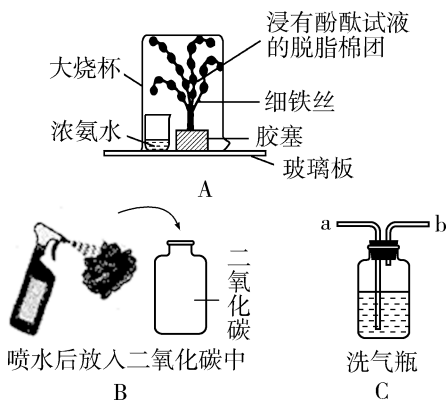 浸有酚酞试液
的脱脂棉团
大烧杯
细铁丝
浓氨水
胶塞
玻璃板
A
二氧化碳
喷水后放入二氧化碳中
B
a
b
洗气瓶
C